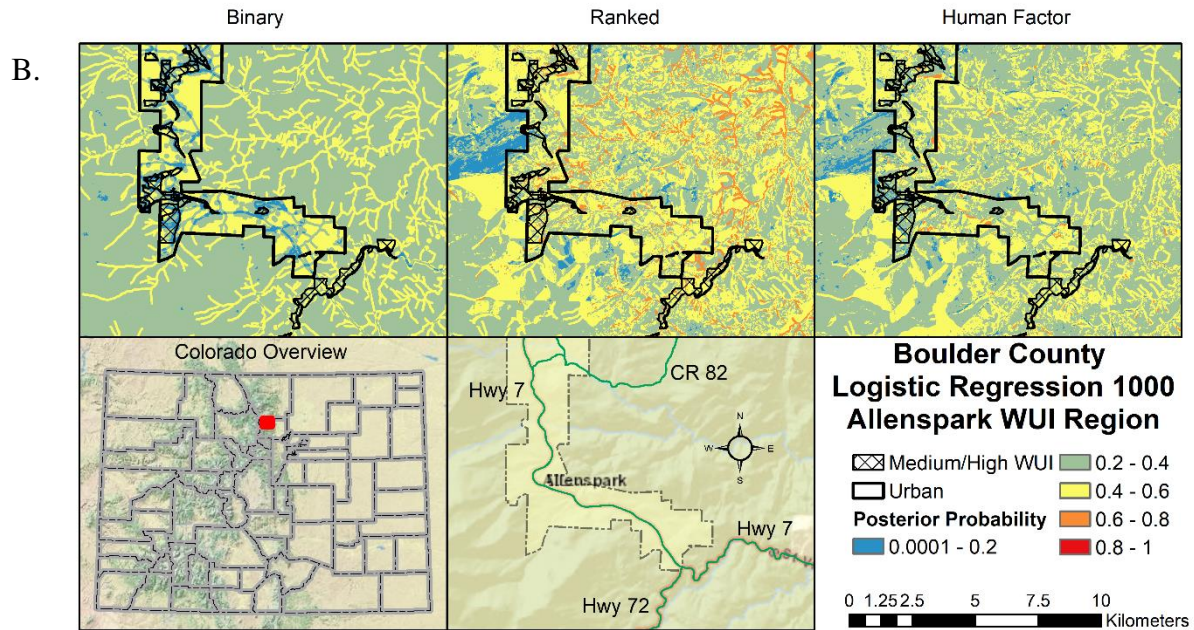 B.
Binary
Ranked
Human Factor
Colorado Overview
Hwy 7
CR 82
N
W
E
S
Allenspark
Hwy 7
Hwy 72
Boulder County
Logistic Regression 1000
Allenspark WUI Region
Medium/High WUI
Urban
Posterior Probability
0.0001 - 0.2
0.2 - 0.4
0.4 - 0.6
0.6 - 0.8
0.8 - 1
0 1.25 2.5 5 7.5 10
Kilometers